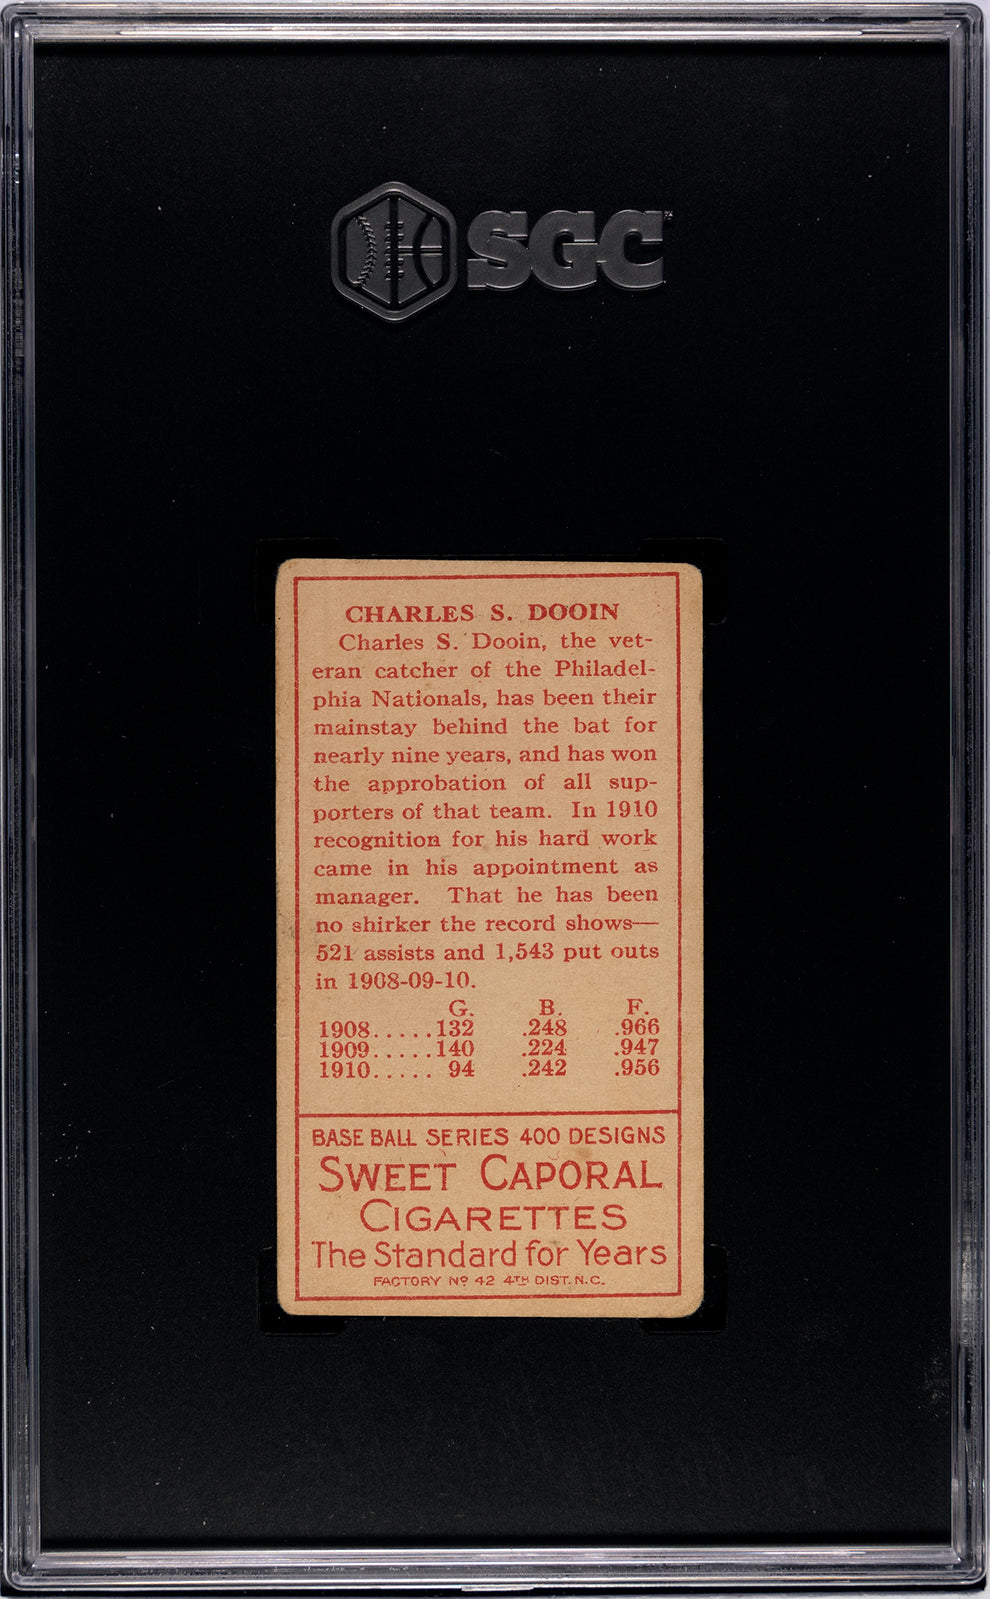 SGC
CHARLES S. DOOIN
Charles S. Dooin, the vet-
eran catcher of the Philadel-
phia Nationals, has been their
mainstay behind the bat for
nearly nine years, and has won
the approbation of all sup-
porters of that team. In 1910
recognition for his hard work
came in his appointment as
manager. That he has been
no shirker the record shows—
521 assists and 1,543 put outs
in 1908-09-10.
G. B. F.
1908.....132 .248 .966
1909.....140 .224 .947
1910..... 94 .242 .956
BASE BALL SERIES 400 DESIGNS
SWEET CAPORAL
CIGARETTES
The Standard for Years
FACTORY Nº 42 4TH DIST. N.C.